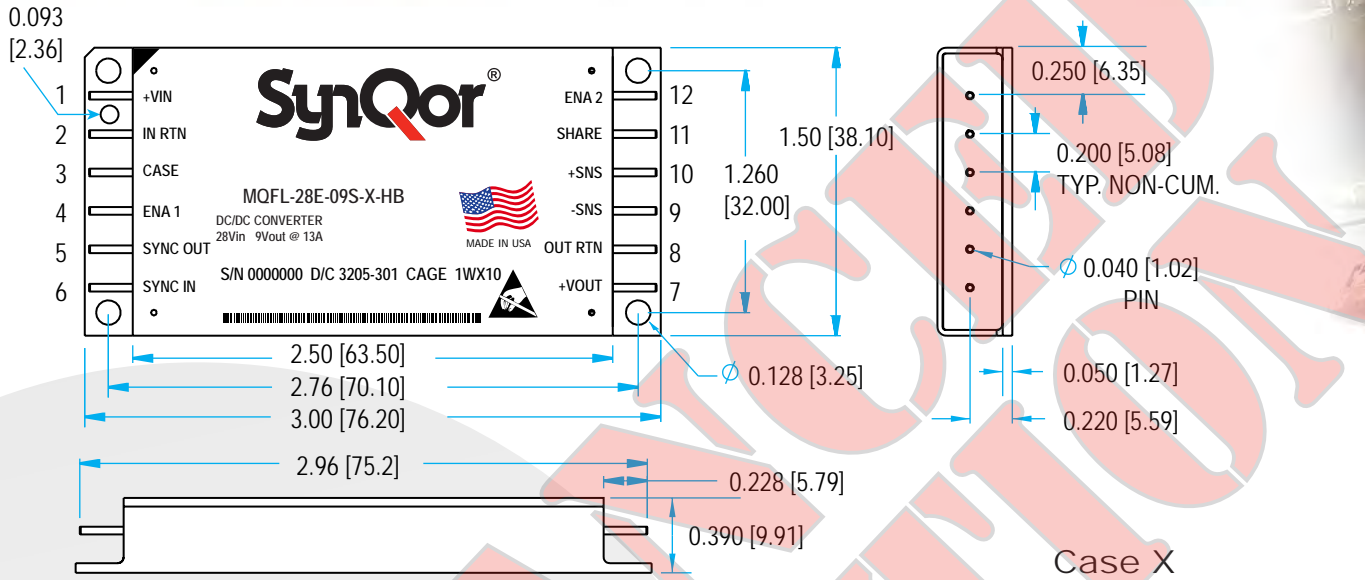 0.093
[2.36]
SynQor®
1
+VIN
2
IN RTN
3
CASE
4
ENA 1
5
SYNC OUT
6
SYNC IN
MQFL-28E-09S-X-HB
DC/DC CONVERTER
28Vin 9Vout @ 13A
MADE IN USA
S/N 0000000 D/C 3205-301 CAGE 1WX10
ENA 2
12
SHARE
11
+SNS
10
-SNS
9
OUT RTN
8
+VOUT
7
1.50 [38.10]
1.260
[32.00]
0.250 [6.35]
0.200 [5.08]
TYP. NON-CUM.
Ø 0.040 [1.02]
PIN
2.50 [63.50]
2.76 [70.10]
3.00 [76.20]
Ø 0.128 [3.25]
0.050 [1.27]
0.220 [5.59]
2.96 [75.2]
0.228 [5.79]
0.390 [9.91]
Case X